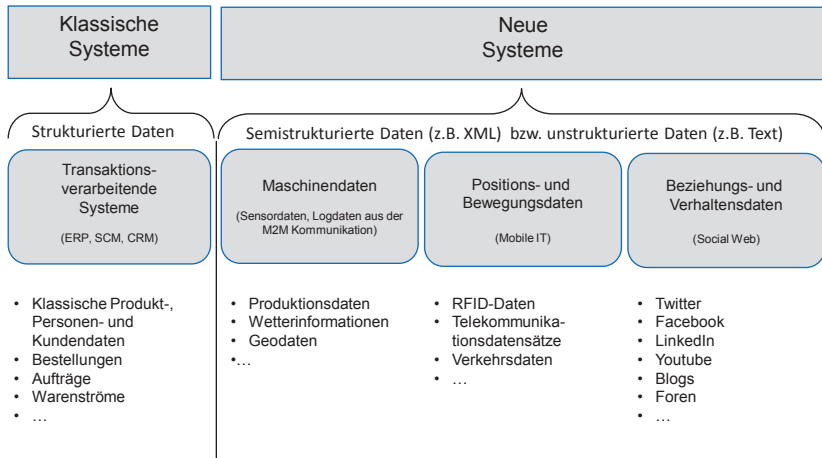 Klassische
Systeme
Neue
Systeme
Strukturierte Daten
Semistrukturierte Daten (z.B. XML) bzw. unstrukturierte Daten (z.B. Text)
Transaktions-
verarbeitende
Systeme
(ERP, SCM, CRM)
Maschinendaten
(Sensordaten, Logdaten aus der
M2M Kommunikation)
Positions- und
Bewegungsdaten
(Mobile IT)
Beziehungs- und
Verhaltensdaten
(Social Web)
• Klassische Produkt-,
Personen- und
Kundendaten
• Bestellungen
• Aufträge
• Warenströme
• …
• Produktionsdaten
• Wetterinformationen
• Geodaten
•…
• RFID-Daten
• Telekommunika-
tionsdatensätze
• Verkehrsdaten
• …
• Twitter
• Facebook
• LinkedIn
• Youtube
• Blogs
• Foren
• …